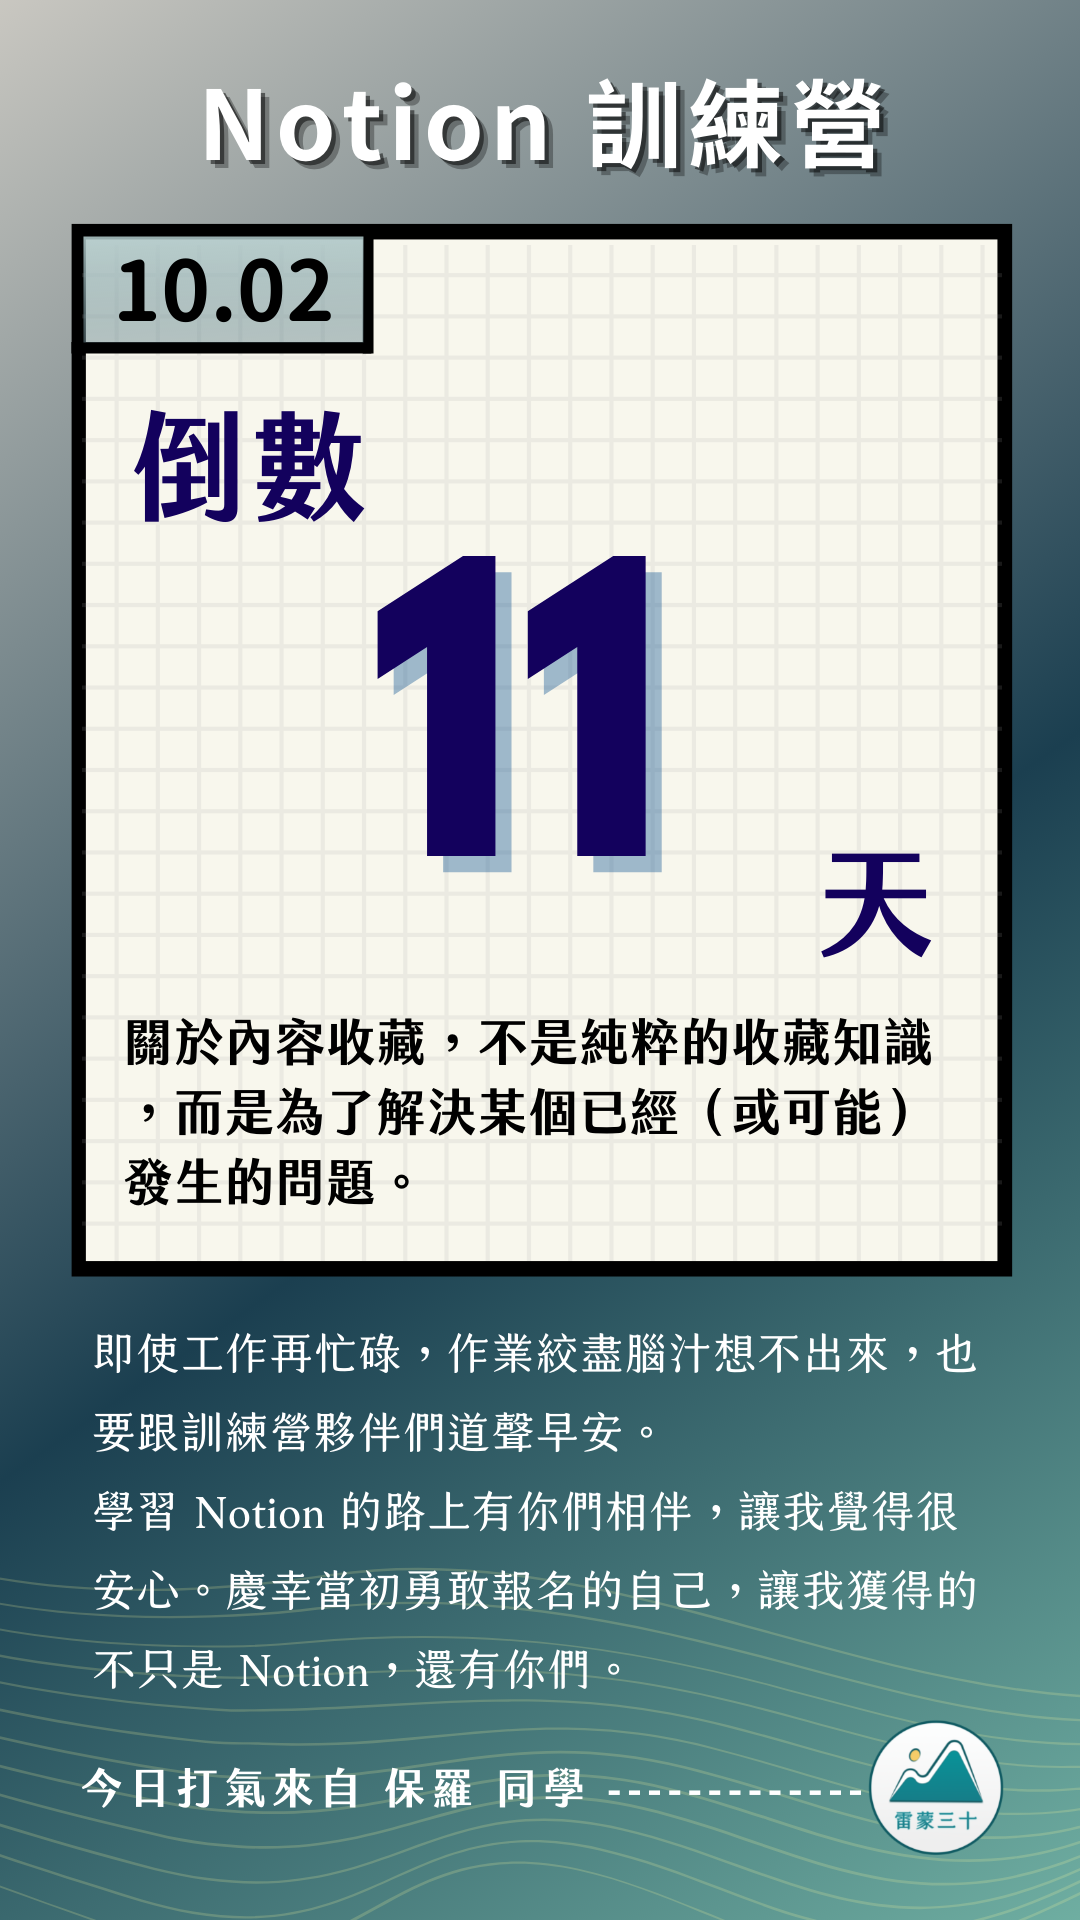 Notion 訓練營
10.02
倒數
11
天
關於內容收藏，不是純粹的收藏知識
，而是為了解決某個已經（或可能）
發生的問題。
即使工作再忙碌，作業絞盡腦汁想不出來，也
要跟訓練營夥伴們道聲早安。
學習 Notion 的路上有你們相伴，讓我覺得很
安心。慶幸當初勇敢報名的自己，讓我獲得的
不只是 Notion，還有你們。
今日打氣來自 保羅 同學 -------------
雷蒙三十